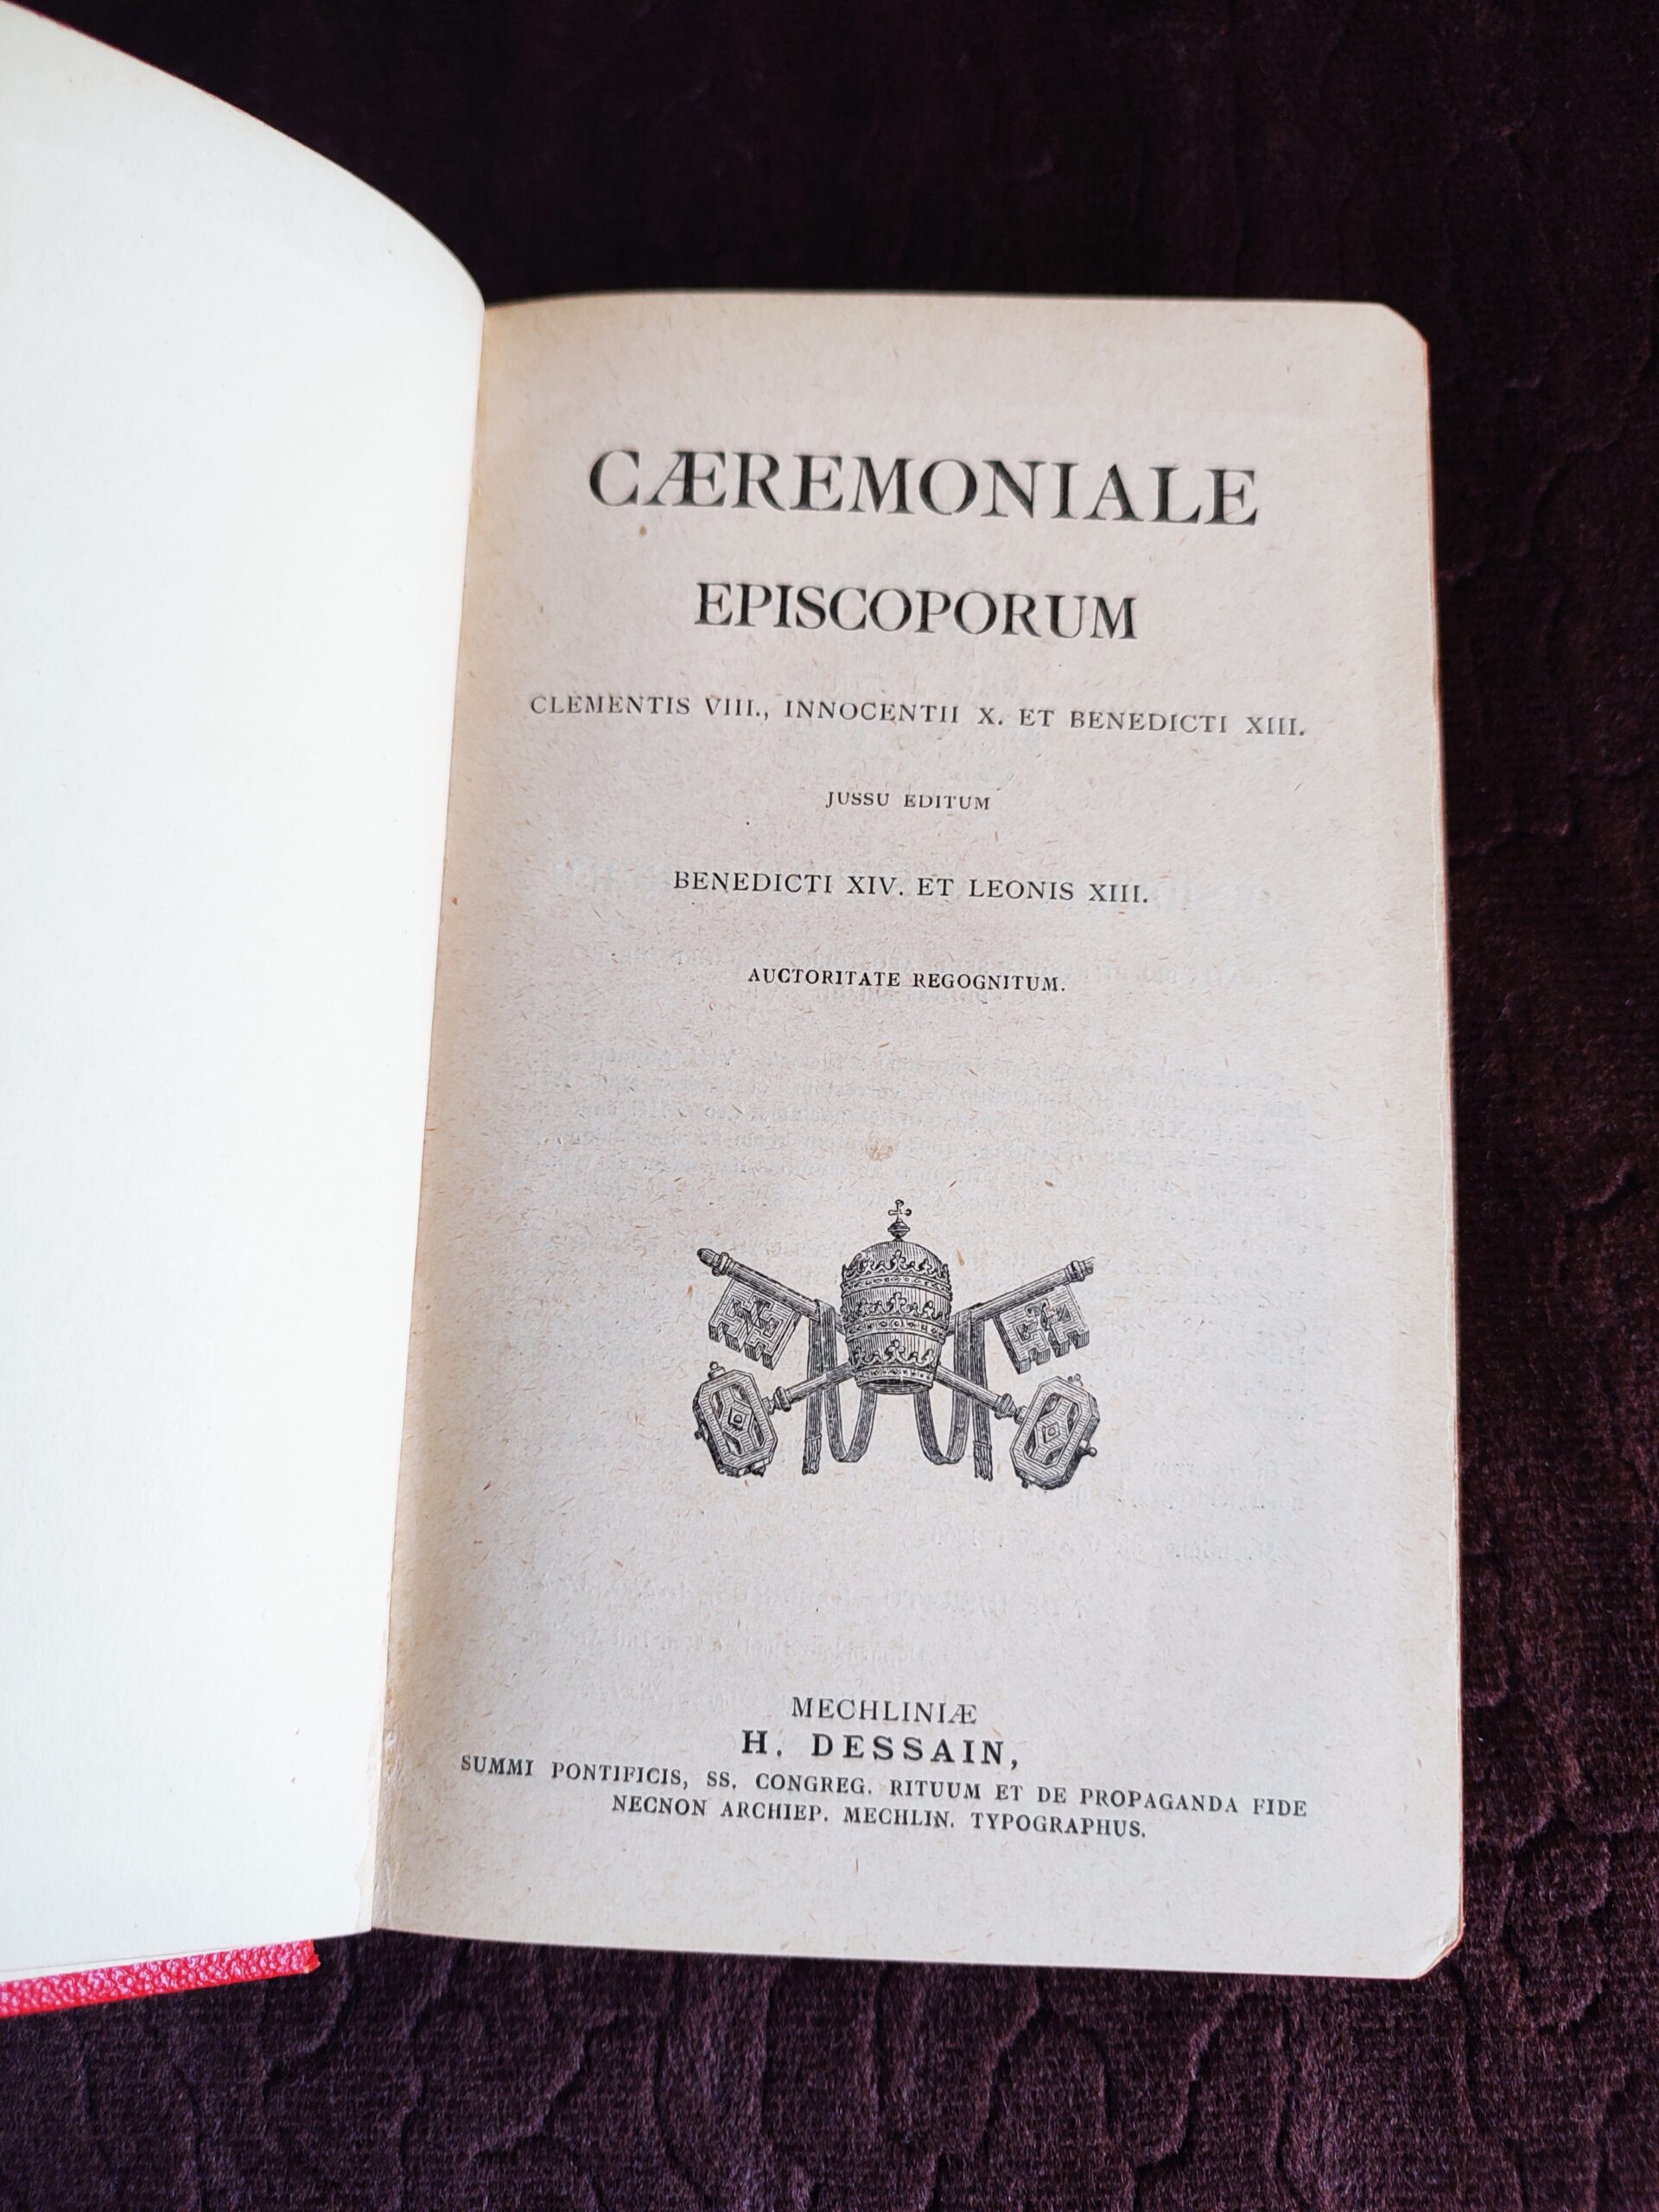 CÆREMONIALE
EPISCOPORUM
CLEMENTIS VIII., INNOCENTII X. ET BENEDICTI XIII.
JUSSU EDITUM
BENEDICTI XIV. ET LEONIS XIII.
AUCTORITATE REGOGNITUM.
MECHLINIÆ
H. DESSAIN,
SUMMI PONTIFICIS, SS. CONGREG. RITUUM ET DE PROPAGANDA FIDE
NECNON ARCHIEP. MECHLIN. TYPOGRAPHUS.